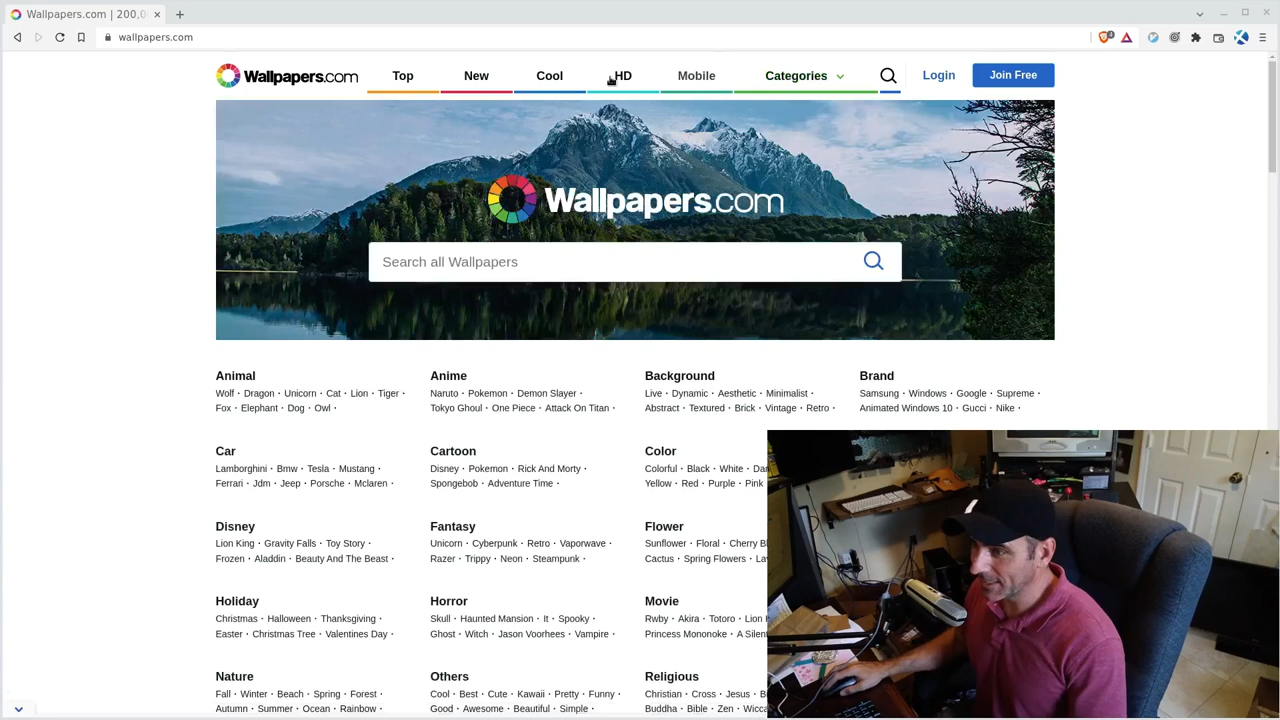 Wallpapers.com | 200,0
wallpapers.com
Wallpapers.com Top New Cool HD Mobile Categories Login Join Free
Wallpapers.com
Search all Wallpapers
Animal Anime Background Brand
Wolf · Dragon · Unicorn · Cat · Lion · Tiger · Naruto · Pokemon · Demon Slayer · Live · Dynamic · Aesthetic · Minimalist · Samsung · Windows · Google · Supreme ·
Fox · Elephant · Dog · Owl · Tokyo Ghoul · One Piece · Attack On Titan · Abstract · Textured · Brick · Vintage · Retro · Animated Windows 10 · Gucci · Nike ·
Car Cartoon Color
Lamborghini · Bmw · Tesla · Mustang · Disney · Pokemon · Rick And Morty · Colorful · Black · White · Dar
Ferrari · Jdm · Jeep · Porsche · Mclaren · Spongebob · Adventure Time · Yellow · Red · Purple · Pink
Disney Fantasy Flower
Lion King · Gravity Falls · Toy Story · Unicorn · Cyberpunk · Retro · Vaporwave · Sunflower · Floral · Cherry Bl
Frozen · Aladdin · Beauty And The Beast · Razer · Trippy · Neon · Steampunk · Cactus · Spring Flowers · La
Holiday Horror Movie
Christmas · Halloween · Thanksgiving · Skull · Haunted Mansion · It · Spooky · Rwby · Akira · Totoro · Lion
Easter · Christmas Tree · Valentines Day · Ghost · Witch · Jason Voorhees · Vampire · Princess Mononoke · A Silent
Nature Others Religious
Fall · Winter · Beach · Spring · Forest · Cool · Best · Cute · Kawaii · Pretty · Funny · Christian · Cross · Jesus · Bi
Autumn · Summer · Ocean · Rainbow · Good · Awesome · Beautiful · Simple · Buddha · Bible · Zen · Wicca